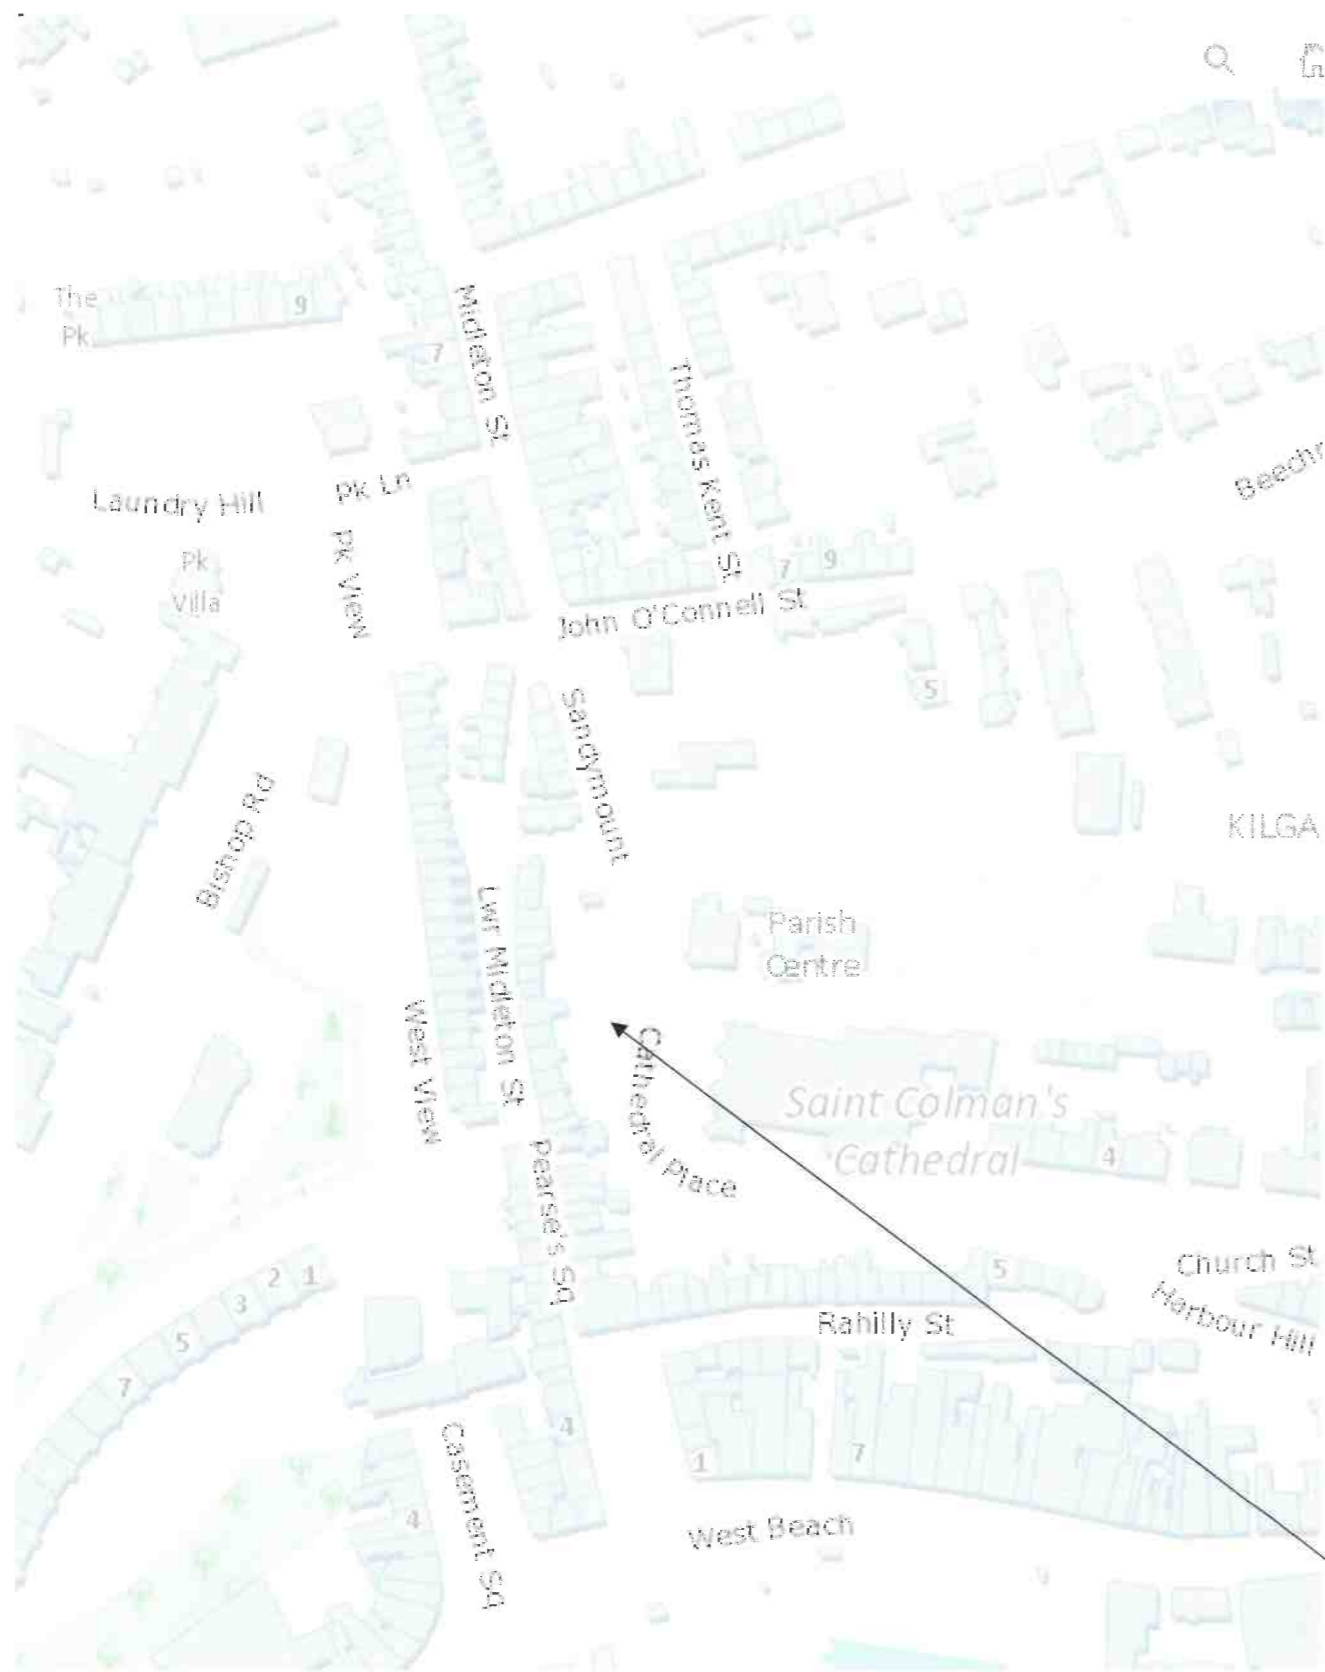 The
Pk
9
7
Midleton St
Thomas Kent St
Laundry Hill
Pk Ln
Pk View
Pk
Villa
7
9
John O'Connell St
5
Sandymount
Bishop Rd
KILGA
Lwr Midleton St
Parish
Centre
West View
Cathedral Place
Saint Colman's
Cathedral
4
Pearse's Sq
Church St
Harbour Hill
5
Rahilly St
1
2
3
5
7
4
1
7
Casement Sq
4
West Beach